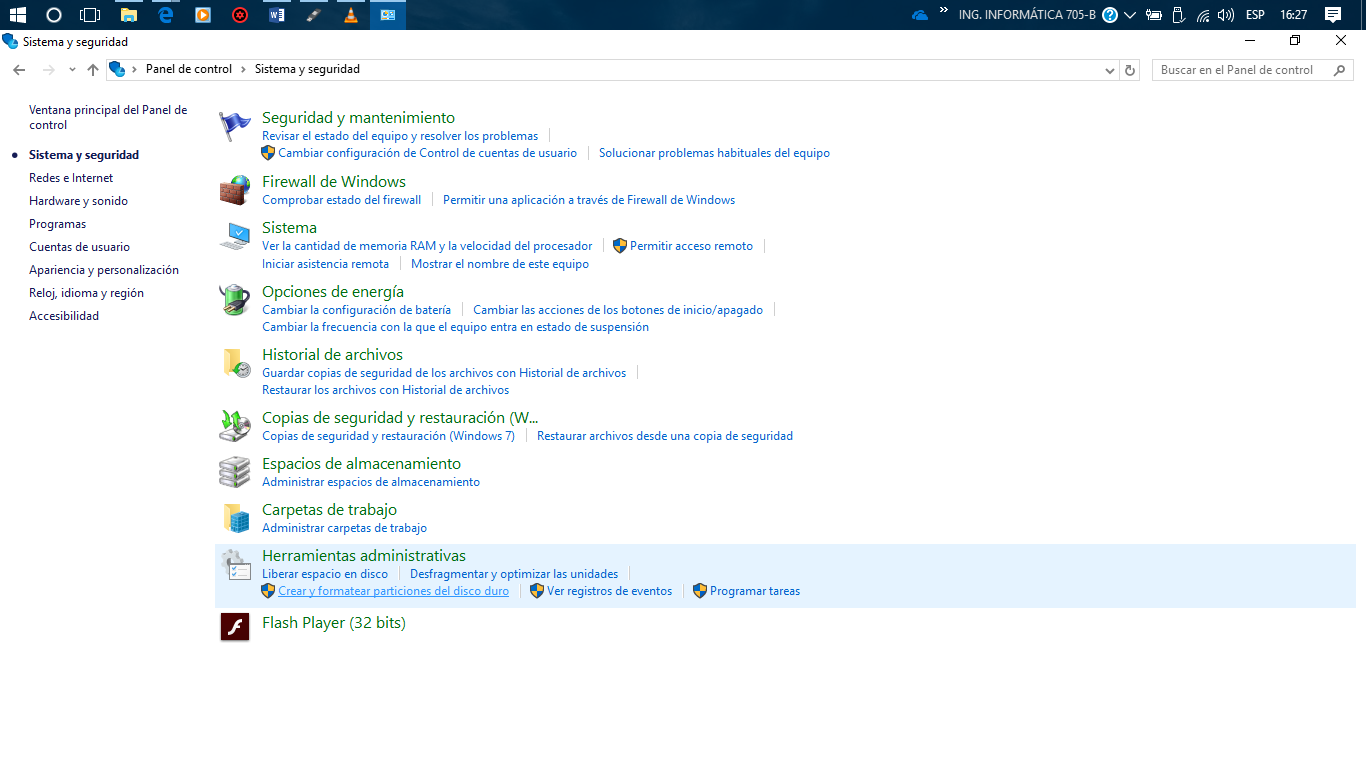 ING. INFORMÁTICA 705-B ESP 16:27
Sistema y seguridad
Panel de control Sistema y seguridad
Buscar en el Panel de control
Ventana principal del Panel de
control
Sistema y seguridad
Redes e Internet
Hardware y sonido
Programas
Cuentas de usuario
Apariencia y personalización
Reloj, idioma y región
Accesibilidad
Seguridad y mantenimiento
Revisar el estado del equipo y resolver los problemas
Cambiar configuración de Control de cuentas de usuario Solucionar problemas habituales del equipo
Firewall de Windows
Comprobar estado del firewall Permitir una aplicación a través de Firewall de Windows
Sistema
Ver la cantidad de memoria RAM y la velocidad del procesador Permitir acceso remoto
Iniciar asistencia remota Mostrar el nombre de este equipo
Opciones de energía
Cambiar la configuración de batería Cambiar las acciones de los botones de inicio/apagado
Cambiar la frecuencia con la que el equipo entra en estado de suspensión
Historial de archivos
Guardar copias de seguridad de los archivos con Historial de archivos
Restaurar los archivos con Historial de archivos
Copias de seguridad y restauración (W...
Copias de seguridad y restauración (Windows 7) Restaurar archivos desde una copia de seguridad
Espacios de almacenamiento
Administrar espacios de almacenamiento
Carpetas de trabajo
Administrar carpetas de trabajo
Herramientas administrativas
Liberar espacio en disco Desfragmentar y optimizar las unidades
Crear y formatear particiones del disco duro Ver registros de eventos Programar tareas
Flash Player (32 bits)